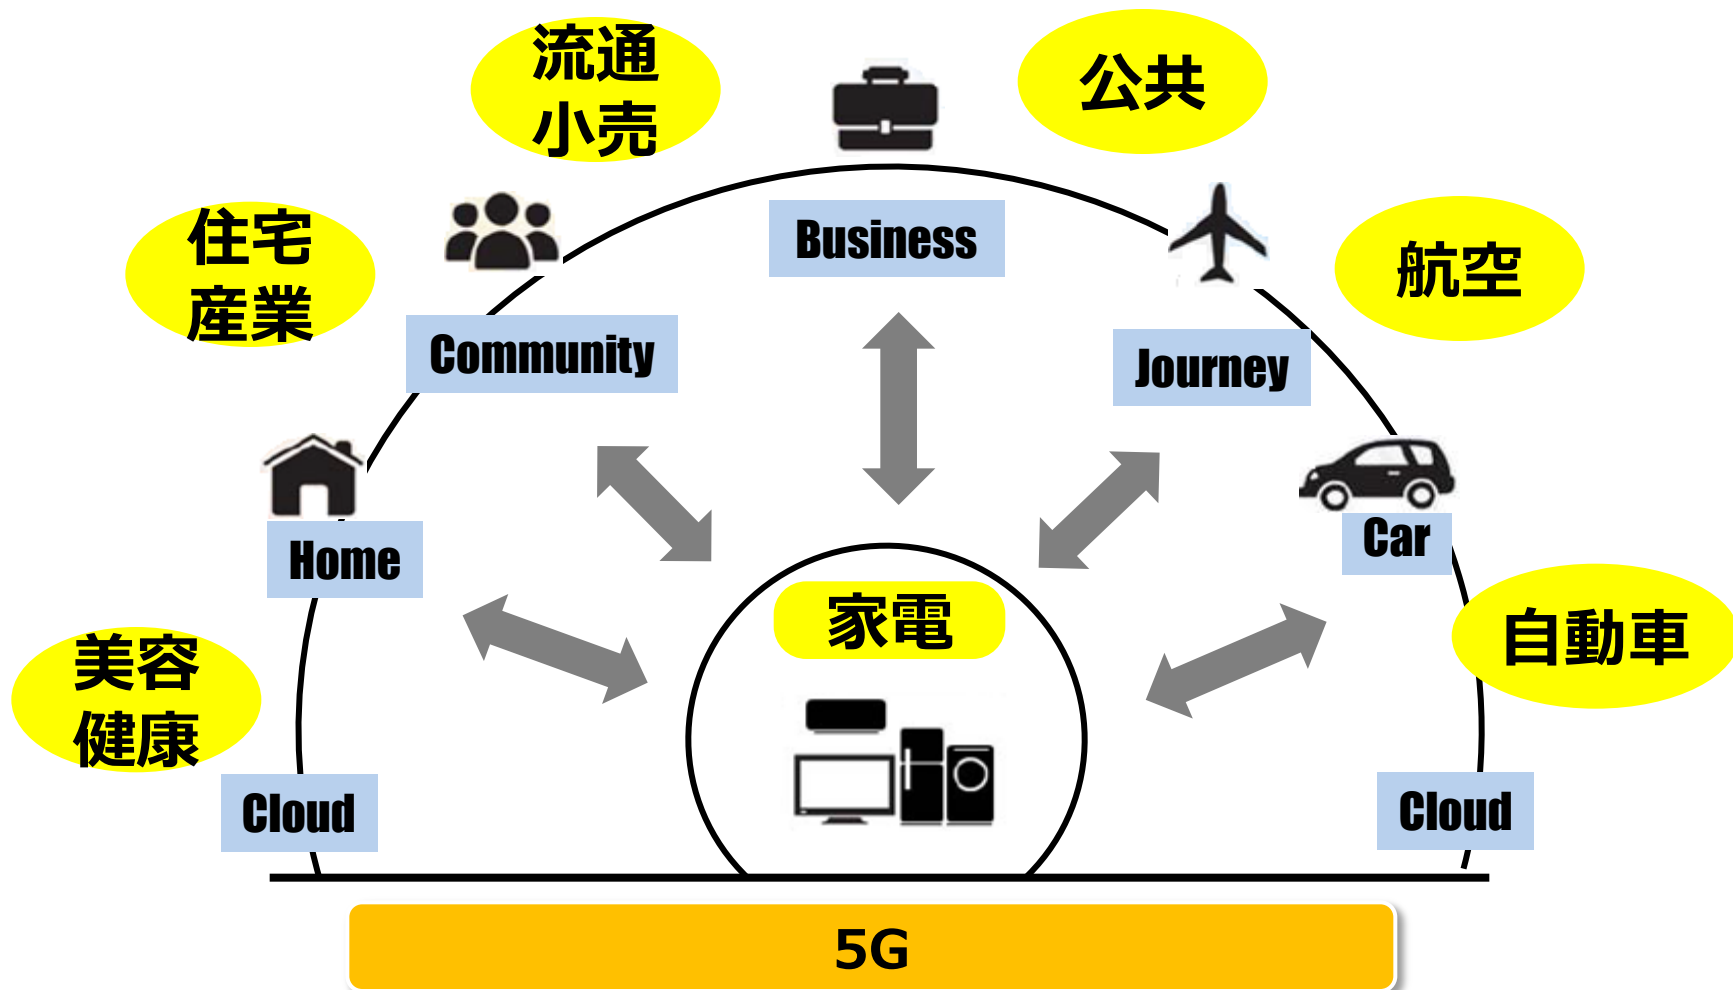 流通
小売
公共
Business
住宅
産業
航空
Community
Journey
Home
Car
家電
自動車
美容
健康
Cloud
Cloud
5G